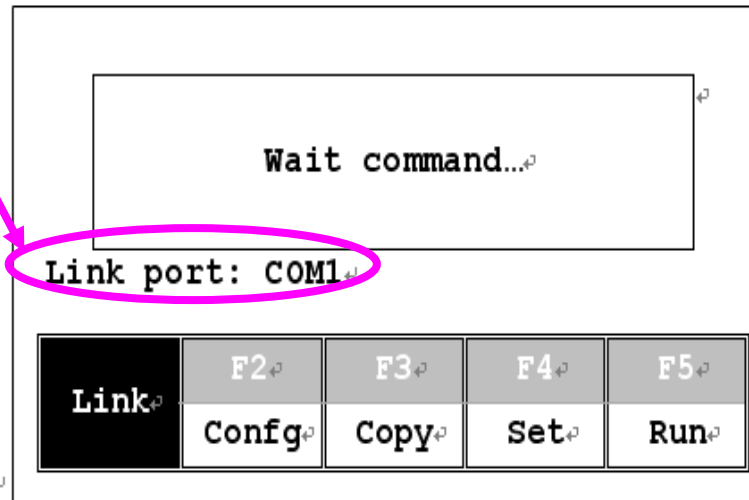 Wait command…
Link port: COM1
Link
F2
F3
F4
F5
Confg
Copy
Set
Run